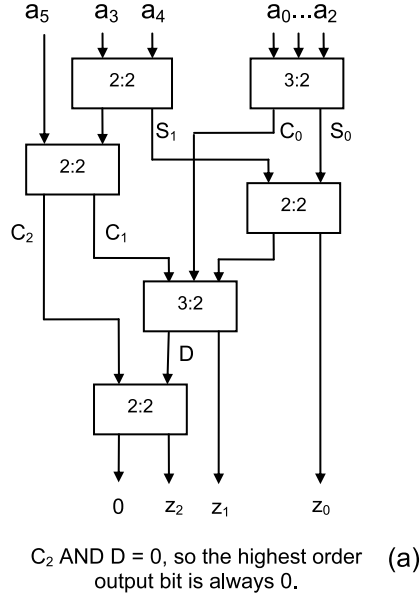 a5 a3 a4 a0...a2
2:2 3:2
S1 C0 S0
2:2
2:2
C2 C1
3:2
D
2:2
0 z2 z1 z0
C2 AND D = 0, so the highest order (a)
output bit is always 0.